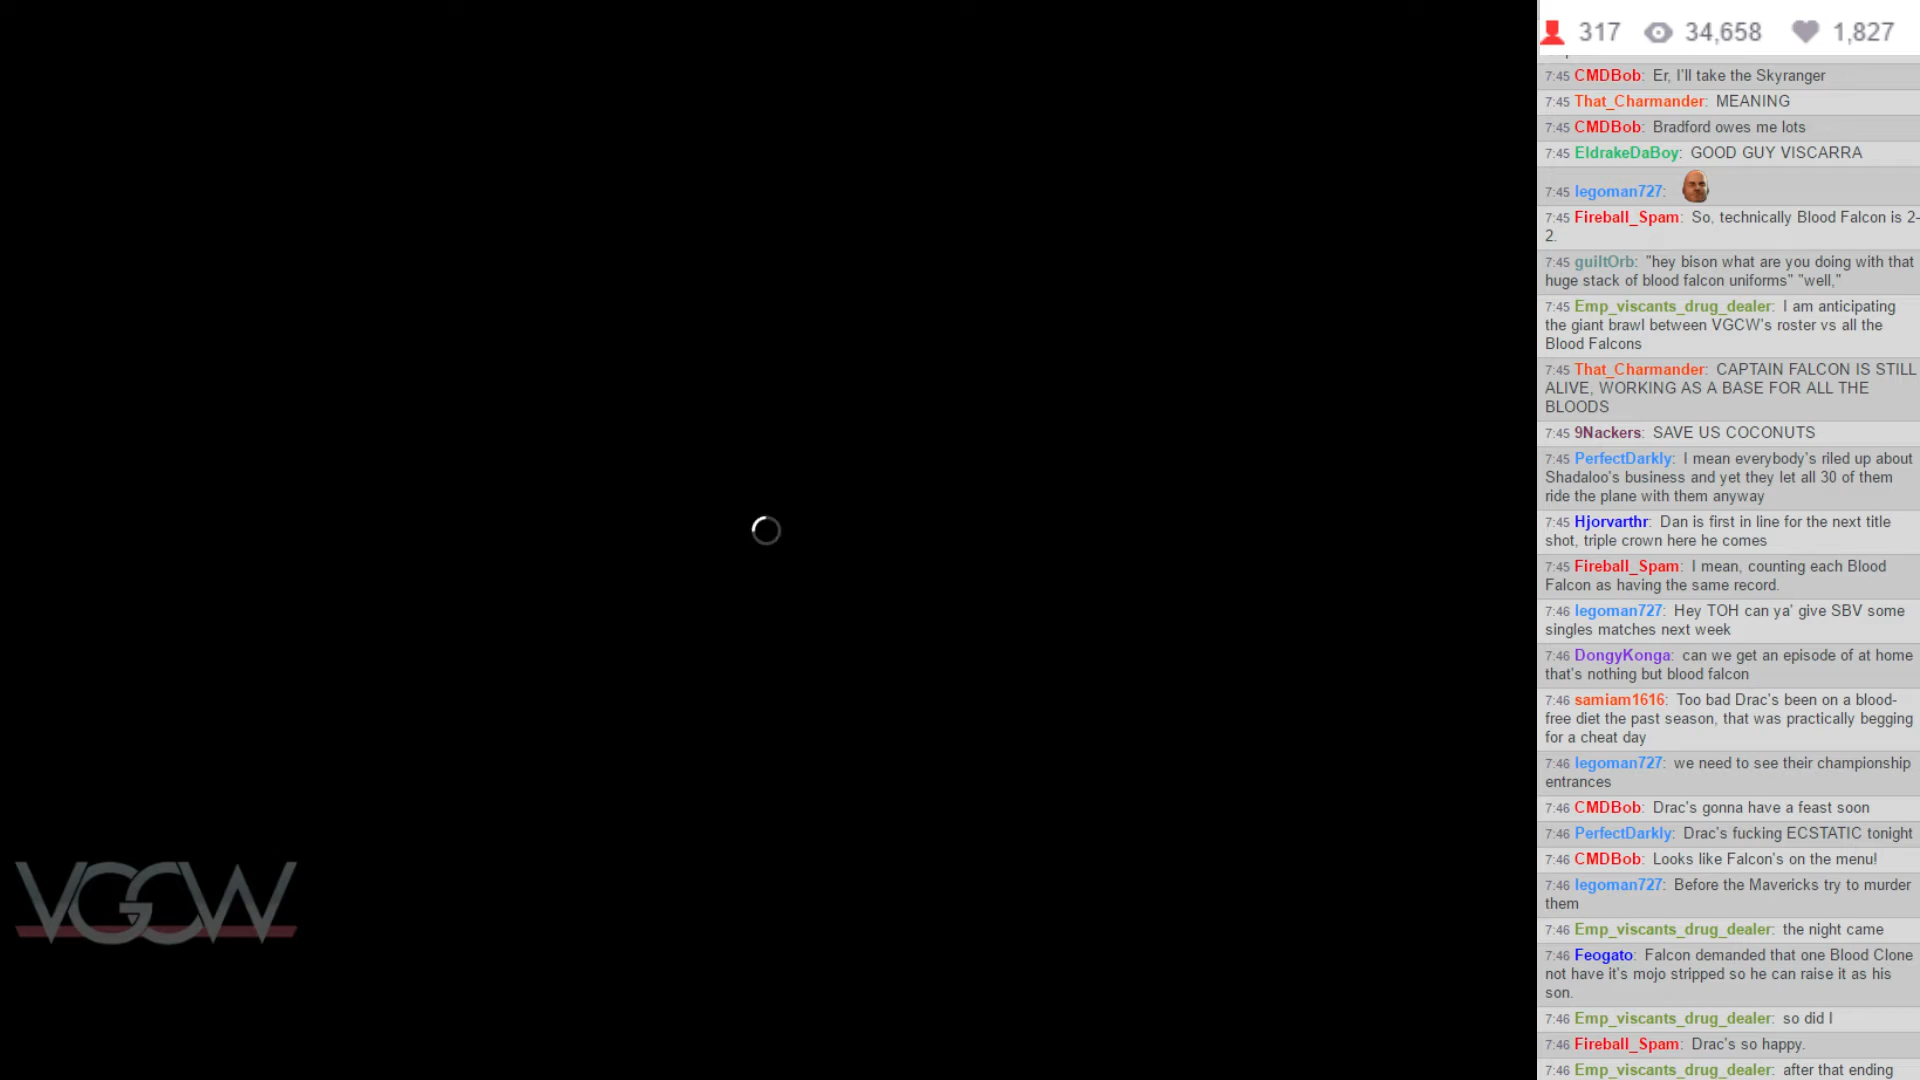 317 34,658 1,827
7:45 CMDBob: Er, I'll take the Skyranger
7:45 That_Charmander: MEANING
7:45 CMDBob: Bradford owes me lots
7:45 EldrakeDaBoy: GOOD GUY VISCARRA
7:45 legoman727:
7:45 Fireball_Spam: So, technically Blood Falcon is 2-
2.
7:45 guiltOrb: "hey bison what are you doing with that
huge stack of blood falcon uniforms" "well,"
7:45 Emp_viscants_drug_dealer: I am anticipating
the giant brawl between VGCW's roster vs all the
Blood Falcons
7:45 That_Charmander: CAPTAIN FALCON IS STILL
ALIVE, WORKING AS A BASE FOR ALL THE
BLOODS
7:45 9Nackers: SAVE US COCONUTS
7:45 PerfectDarkly: I mean everybody's riled up about
Shadaloo's business and yet they let all 30 of them
ride the plane with them anyway
7:45 Hjorvarthr: Dan is first in line for the next title
shot, triple crown here he comes
7:45 Fireball_Spam: I mean, counting each Blood
Falcon as having the same record.
7:46 legoman727: Hey TOH can ya' give SBV some
singles matches next week
7:46 DongyKonga: can we get an episode of at home
that's nothing but blood falcon
7:46 samiam1616: Too bad Drac's been on a blood-
free diet the past season, that was practically begging
for a cheat day
7:46 legoman727: we need to see their championship
entrances
7:46 CMDBob: Drac's gonna have a feast soon
7:46 PerfectDarkly: Drac's fucking ECSTATIC tonight
7:46 CMDBob: Looks like Falcon's on the menu!
7:46 legoman727: Before the Mavericks try to murder
them
7:46 Emp_viscants_drug_dealer: the night came
7:46 Feogato: Falcon demanded that one Blood Clone
not have it's mojo stripped so he can raise it as his
son.
7:46 Emp_viscants_drug_dealer: so did I
7:46 Fireball_Spam: Drac's so happy.
7:46 Emp_viscants_drug_dealer: after that ending
VGCW